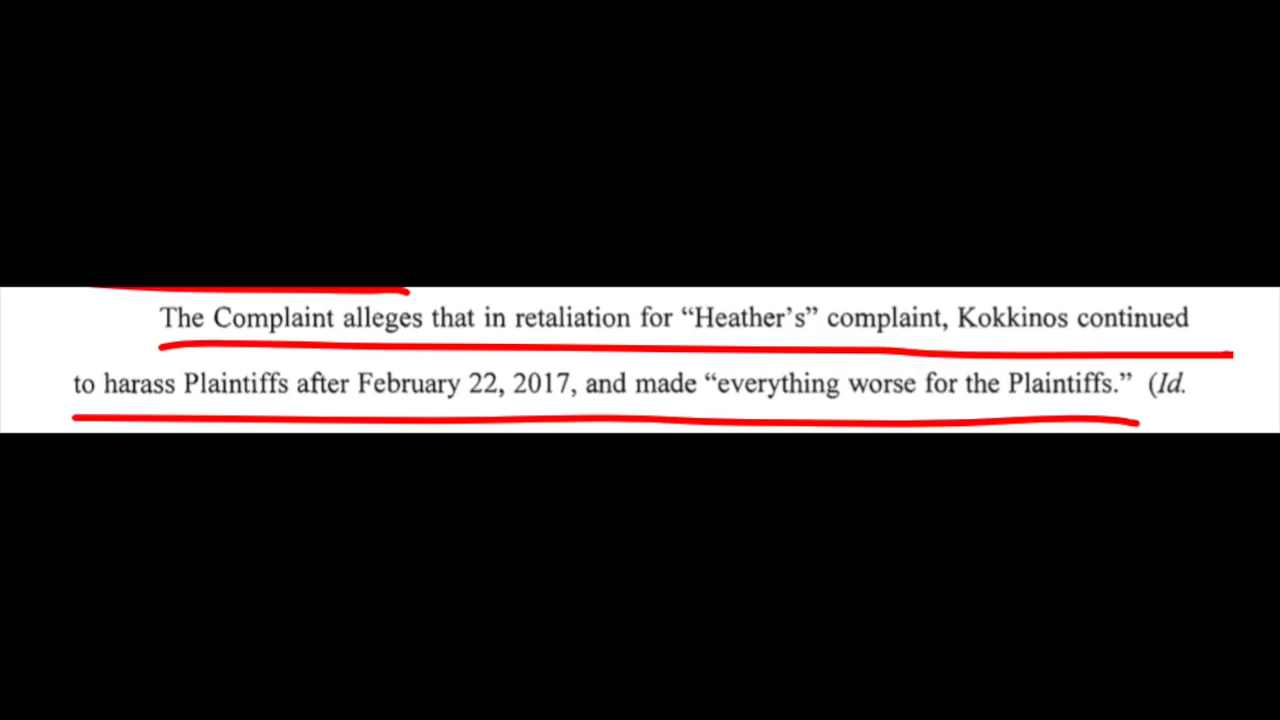 The Complaint alleges that in retaliation for “Heather’s” complaint, Kokkinos continued
to harass Plaintiffs after February 22, 2017, and made “everything worse for the Plaintiffs.” (Id.